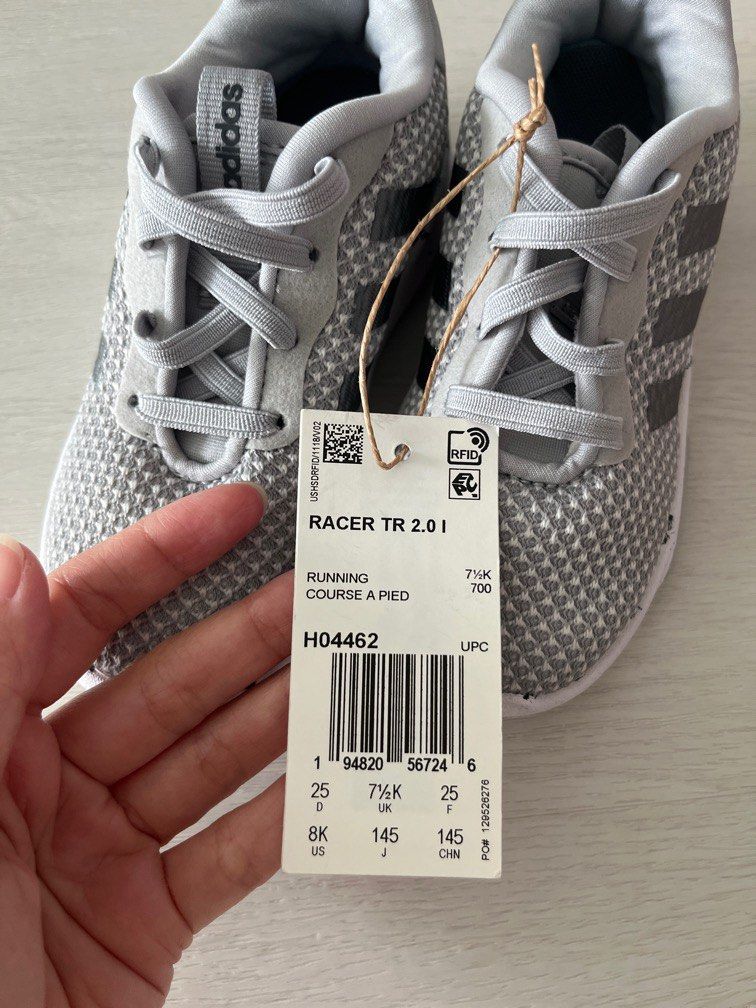 adidas
USHSDRFID/1118/V02
RFID
EPC
RACER TR 2.0 I
RUNNING 7½K
COURSE A PIED 700
H04462 UPC
1 94820 56724 6
25 7½K 25
D UK F
8K 145 145
US J CHN
PO# 129526276